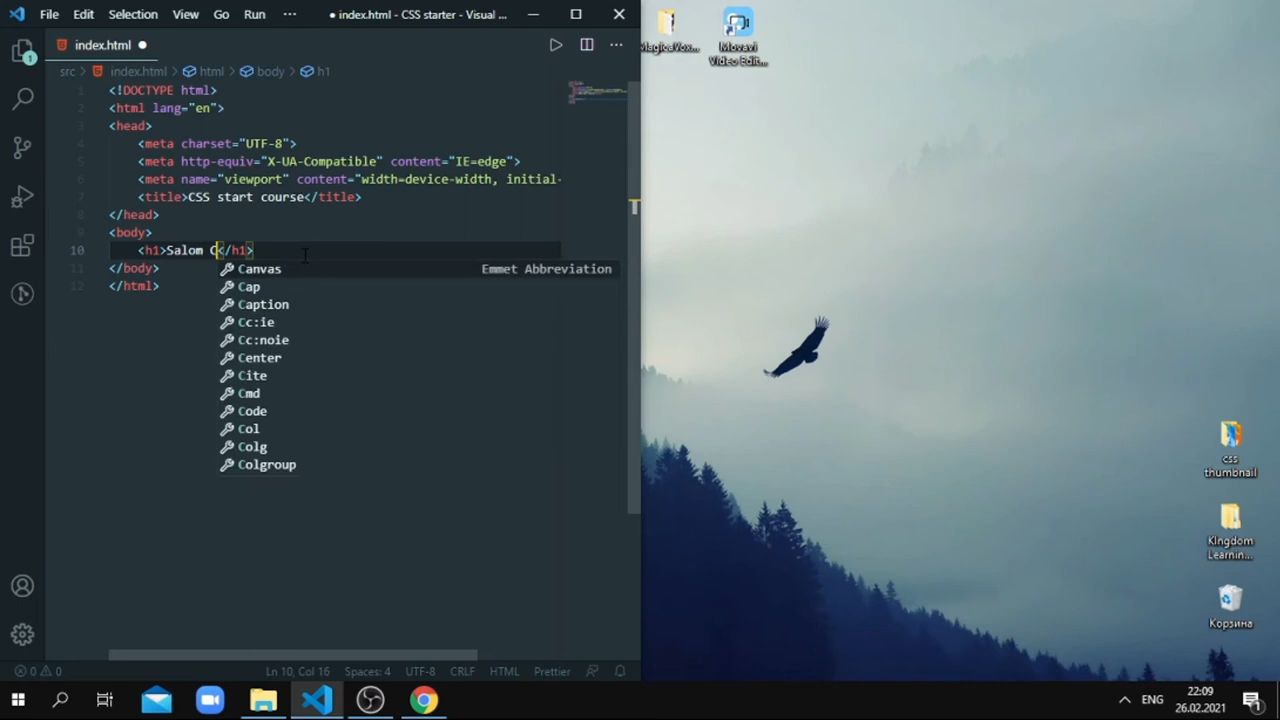 File Edit Selection View Go Run ··· ● index.html - CSS starter - Visual ...
index.html ●
src > index.html > html > body > h1
1 <!DOCTYPE html>
2 <html lang="en">
3 <head>
4 <meta charset="UTF-8">
5 <meta http-equiv="X-UA-Compatible" content="IE=edge">
6 <meta name="viewport" content="width=device-width, initial-
7 <title>CSS start course</title>
8 </head>
9 <body>
10 <h1>Salom C</h1>
11 </body>
12 </html>
Canvas Emmet Abbreviation
Cap
Caption
Cc:ie
Cc:noie
Center
Cite
Cmd
Code
Col
Colg
Colgroup
1
0 0
Ln 10, Col 16 Spaces: 4 UTF-8 CRLF HTML Prettier
MagicaVox...
Movavi
Video Edit...
css
thumbnail
KIngdom
Learnin...
Корзина
ENG
22:09
26.02.2021
1